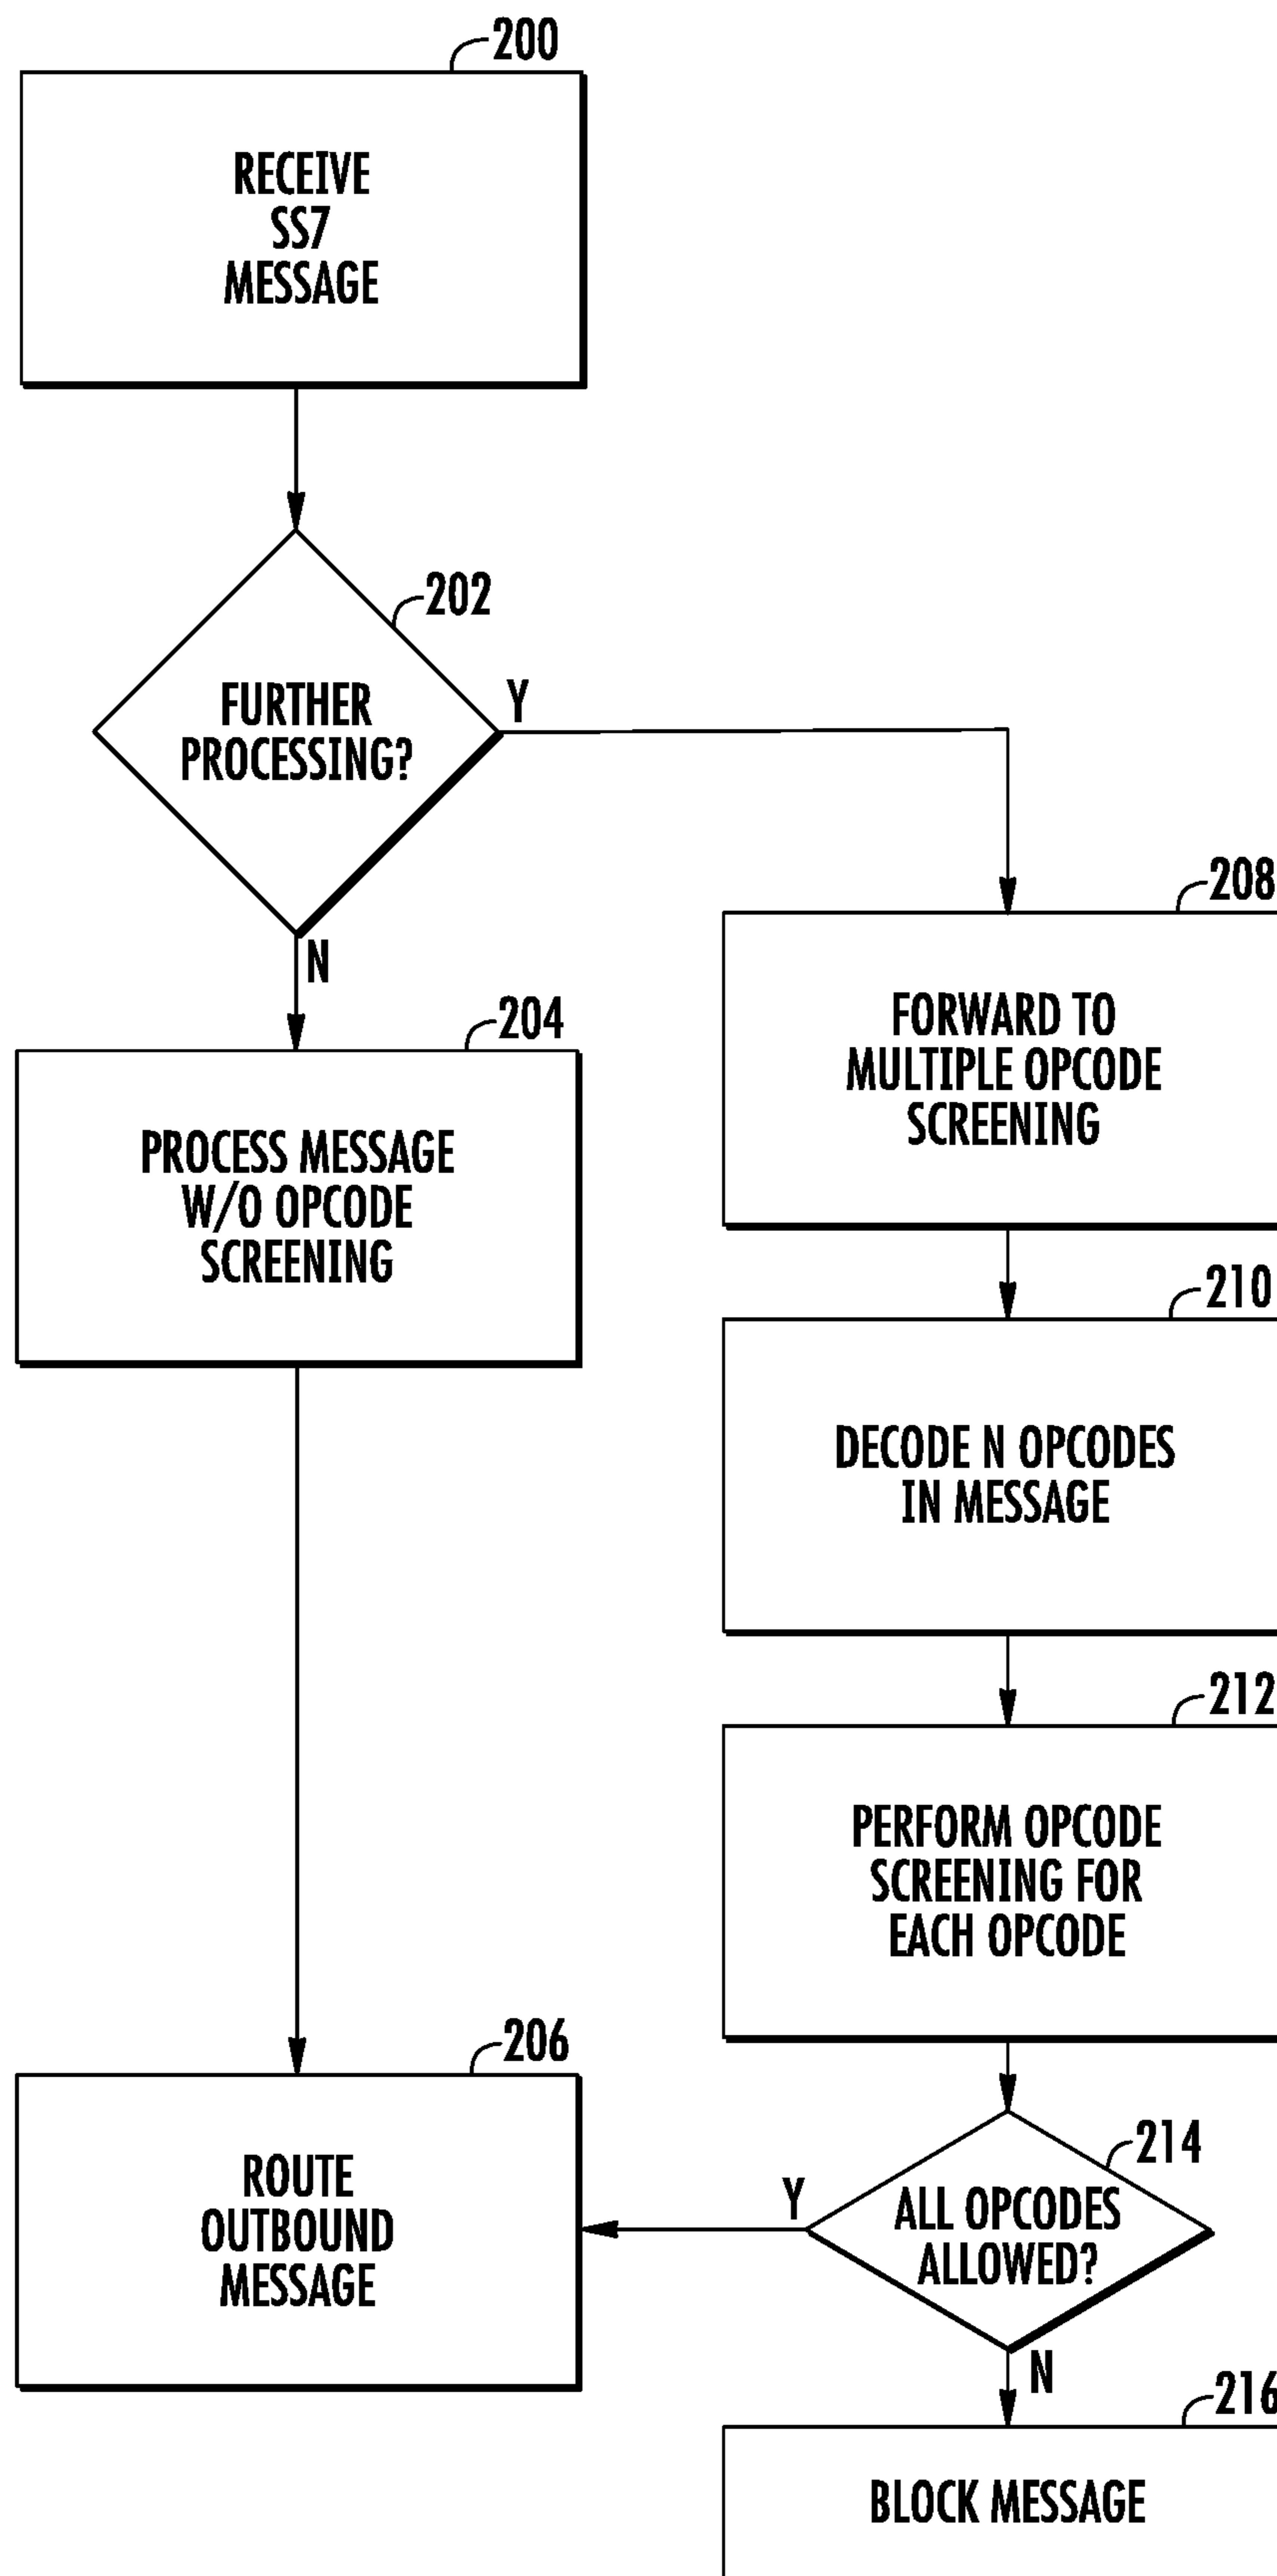 200
RECEIVE
SS7
MESSAGE
202
FURTHER
PROCESSING?
Y
N
204
PROCESS MESSAGE
W/O OPCODE
SCREENING
208
FORWARD TO
MULTIPLE OPCODE
SCREENING
210
DECODE N OPCODES
IN MESSAGE
212
PERFORM OPCODE
SCREENING FOR
EACH OPCODE
206
ROUTE
OUTBOUND
MESSAGE
214
ALL OPCODES
ALLOWED?
Y
N
216
BLOCK MESSAGE